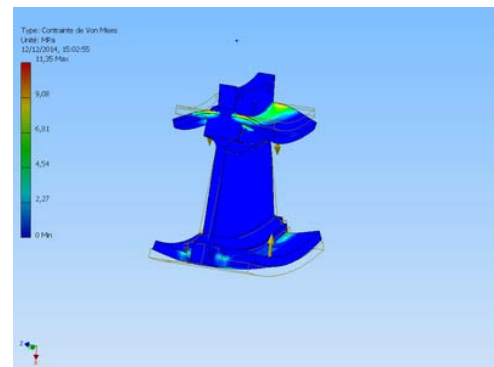 Type: Contrainte de Von Mises
Unité: MPa
12/12/2014, 15:02:55
11,35 Max
9,08
6,81
4,54
2,27
0 Min
Z
X